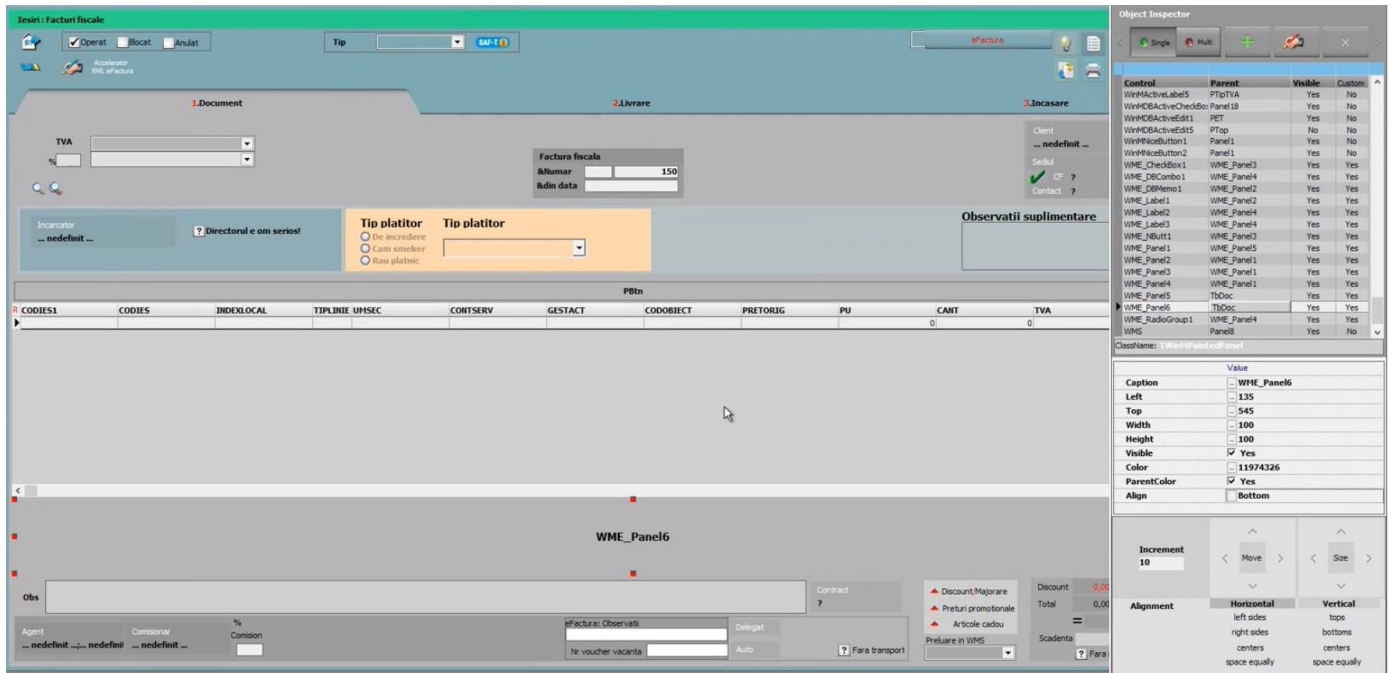 Iesiri : Facturi fiscale
Operat Blocat Anulat
Tip
SAF-T
eFactura
Accelerator
XML eFactura
1.Document
2.Livrare
3.Incasare
TVA
%
Factura fiscala
&Numar 150
&din data
Client
... nedefinit ...
Sediul
CF ?
Contact ?
Incarcator
... nedefinit ...
? Directorul e om serios!
Tip platitor
De incredere
Cam smeker
Rau platnic
Tip platitor
Observatii suplimentare
PBtn
R CODIES1 CODIES INDEXLOCAL TIPLINIE UMSEC CONTSERV GESTACT CODOBIECT PRETORIG PU CANT TVA
0 0
WME_Panel6
Obs
Contract
?
Discount/Majorare
Preturi promotionale
Articole cadou
Discount 0,00
Total 0,00
=
Agent
... nedefinit ...;... nedefinit
Comisionar
... nedefinit ...
%
Comision
eFactura: Observatii
Nr voucher vacanta
Delegat
Auto
? Fara transport
Preluare in WMS
Scadenta
? Fara
Object Inspector
Single Multi
Control Parent Visible Custom
WinMActiveLabel5 PTipTVA Yes No
WinMDBActiveCheckBo: Panel18 Yes No
WinMDBActiveEdit1 PET Yes No
WinMDBActiveEdit5 PTop No No
WinMNiceButton1 Panel1 Yes No
WinMNiceButton2 Panel1 Yes No
WME_CheckBox1 WME_Panel3 Yes Yes
WME_DBCombo1 WME_Panel4 Yes Yes
WME_DBMemo1 WME_Panel2 Yes Yes
WME_Label1 WME_Panel2 Yes Yes
WME_Label2 WME_Panel4 Yes Yes
WME_Label3 WME_Panel4 Yes Yes
WME_NButt1 WME_Panel3 Yes Yes
WME_Panel1 WME_Panel5 Yes Yes
WME_Panel2 WME_Panel1 Yes Yes
WME_Panel3 WME_Panel1 Yes Yes
WME_Panel4 WME_Panel1 Yes Yes
WME_Panel5 TbDoc Yes Yes
WME_Panel6 TbDoc Yes Yes
WME_RadioGroup1 WME_Panel4 Yes Yes
WMS Panel8 Yes No
ClassName: TWinMPaintedPanel
Value
Caption ... WME_Panel6
Left ... 135
Top ... 545
Width ... 100
Height ... 100
Visible Yes
Color ... 11974326
ParentColor Yes
Align Bottom
Increment
10
Move
Size
Alignment
Horizontal Vertical
left sides tops
right sides bottoms
centers centers
space equally space equally